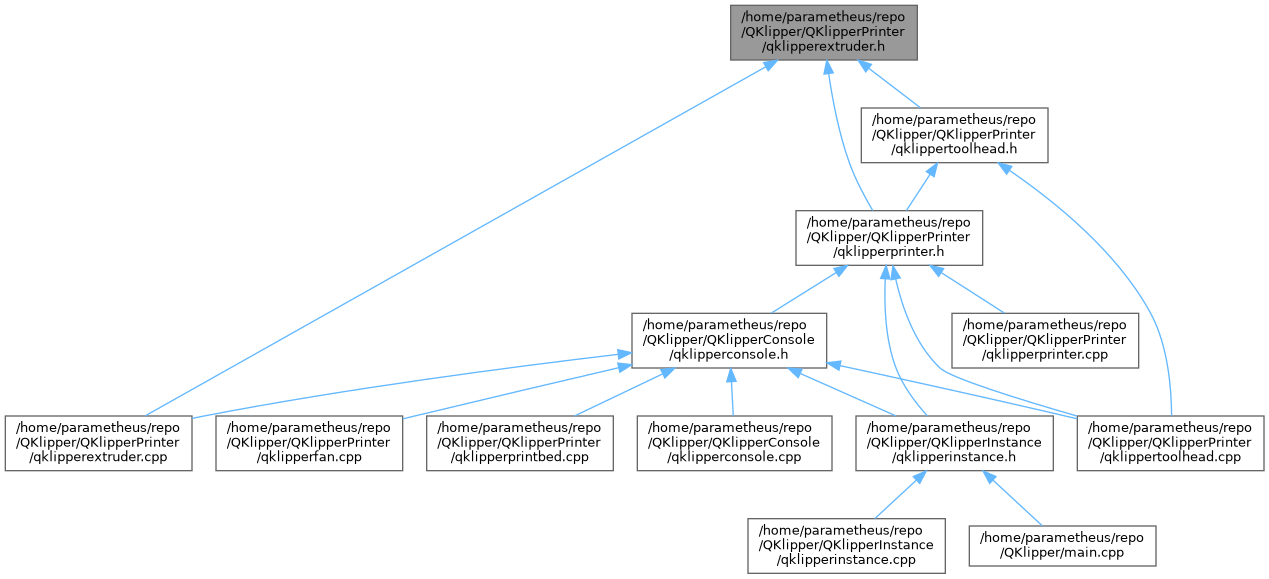 /home/parametheus/repo
/QKlipper/QKlipperPrinter
/qklipperextruder.h
/home/parametheus/repo
/QKlipper/QKlipperPrinter
/qklippertoolhead.h
/home/parametheus/repo
/QKlipper/QKlipperPrinter
/qklipperprinter.h
/home/parametheus/repo
/QKlipper/QKlipperConsole
/qklipperconsole.h
/home/parametheus/repo
/QKlipper/QKlipperPrinter
/qklipperprinter.cpp
/home/parametheus/repo
/QKlipper/QKlipperPrinter
/qklipperextruder.cpp
/home/parametheus/repo
/QKlipper/QKlipperPrinter
/qklipperfan.cpp
/home/parametheus/repo
/QKlipper/QKlipperPrinter
/qklipperprintbed.cpp
/home/parametheus/repo
/QKlipper/QKlipperConsole
/qklipperconsole.cpp
/home/parametheus/repo
/QKlipper/QKlipperInstance
/qklipperinstance.h
/home/parametheus/repo
/QKlipper/QKlipperPrinter
/qklippertoolhead.cpp
/home/parametheus/repo
/QKlipper/QKlipperInstance
/qklipperinstance.cpp
/home/parametheus/repo
/QKlipper/main.cpp